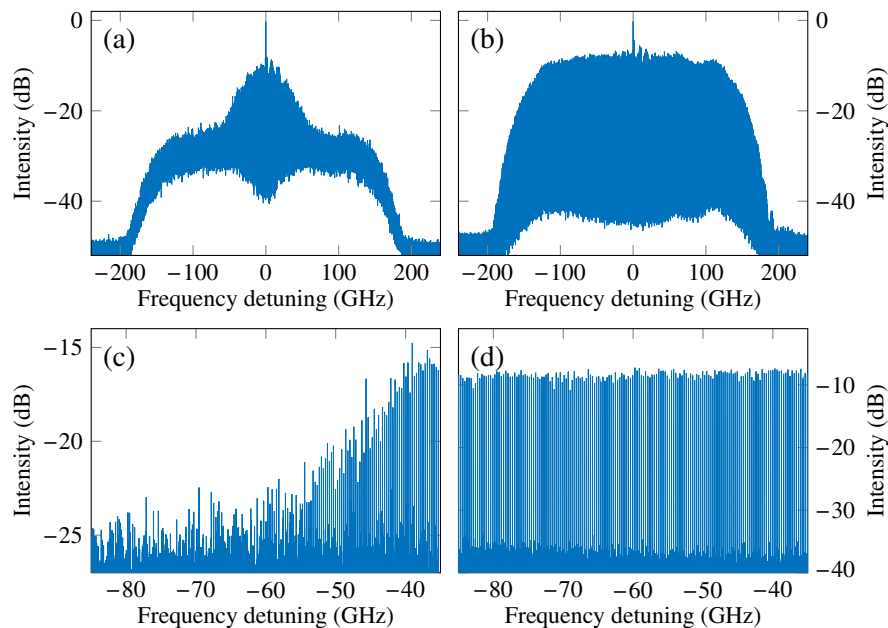 (a)
0
−20
−40
Intensity (dB)
−200 −100 0 100 200
Frequency detuning (GHz)
(b)
0
−20
−40
Intensity (dB)
−200 −100 0 100 200
Frequency detuning (GHz)
(c)
−15
−20
−25
Intensity (dB)
−80 −70 −60 −50 −40
Frequency detuning (GHz)
(d)
−10
−20
−30
−40
Intensity (dB)
−80 −70 −60 −50 −40
Frequency detuning (GHz)